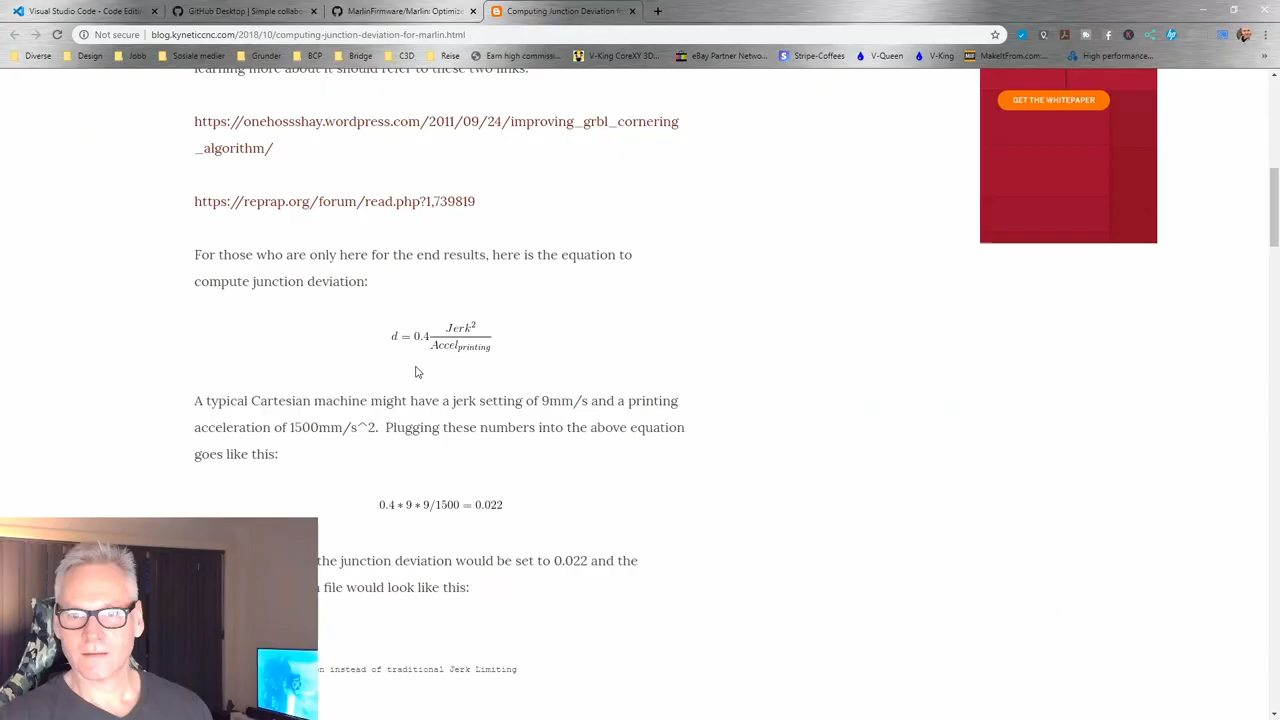 Visual Studio Code - Code Editi
GitHub Desktop | Simple collabo
MarlinFirmware/Marlin: Optimiz
Computing Junction Deviation fo
Not secure | blog.kyneticcnc.com/2018/10/computing-junction-deviation-for-marlin.html
Diverse
Design
Jobb
Sosiale medier
Grunder
BCP
Bridge
C3D
Reise
Earn high commissi...
V-King CoreXY 3D...
eBay Partner Netwo...
Stripe-Coffees
V-Queen
V-King
MakeItFrom.com:...
High performance...
learning more about it should refer to these two links.
GET THE WHITEPAPER
https://onehossshay.wordpress.com/2011/09/24/improving_grbl_cornering
_algorithm/
https://reprap.org/forum/read.php?1,739819
For those who are only here for the end results, here is the equation to
compute junction deviation:
d = 0.4 Jerk² / Accel_printing
A typical Cartesian machine might have a jerk setting of 9mm/s and a printing
acceleration of 1500mm/s^2. Plugging these numbers into the above equation
goes like this:
0.4 * 9 * 9/1500 = 0.022
the junction deviation would be set to 0.022 and the
file would look like this:
instead of traditional Jerk Limiting